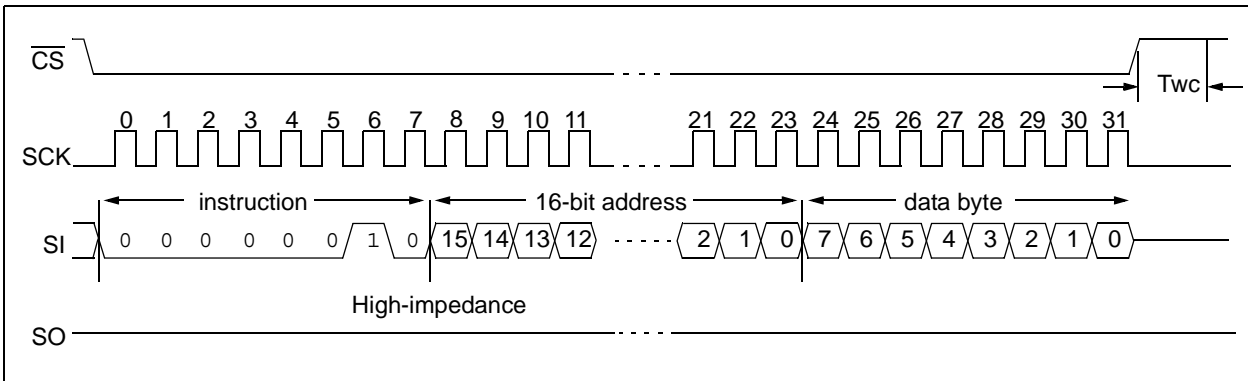 CS
Twc
0 1 2 3 4 5 6 7 8 9 10 11 21 22 23 24 25 26 27 28 29 30 31
SCK
instruction 16-bit address data byte
SI 0 0 0 0 0 0 1 0 15 14 13 12 2 1 0 7 6 5 4 3 2 1 0
High-impedance
SO